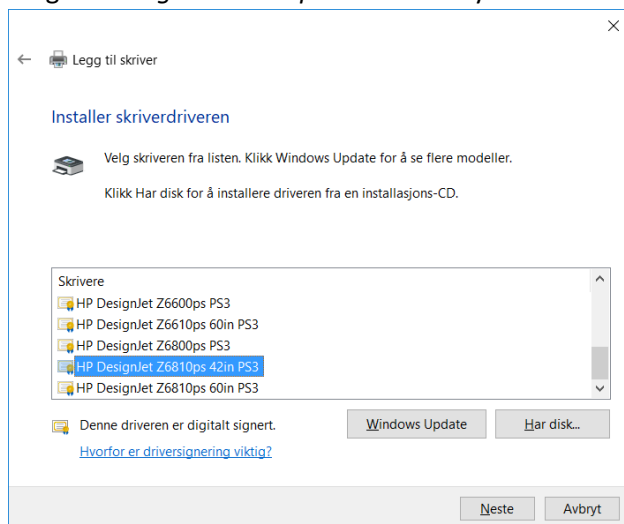 Legg til skriver
Installer skriverdriveren
Velg skriveren fra listen. Klikk Windows Update for å se flere modeller.
Klikk Har disk for å installere driveren fra en installasjons-CD.
Skrivere
HP DesignJet Z6600ps PS3
HP DesignJet Z6610ps 60in PS3
HP DesignJet Z6800ps PS3
HP DesignJet Z6810ps 42in PS3
HP DesignJet Z6810ps 60in PS3
Denne driveren er digitalt signert.
Windows Update
Har disk...
Hvorfor er driversignering viktig?
Neste
Avbryt